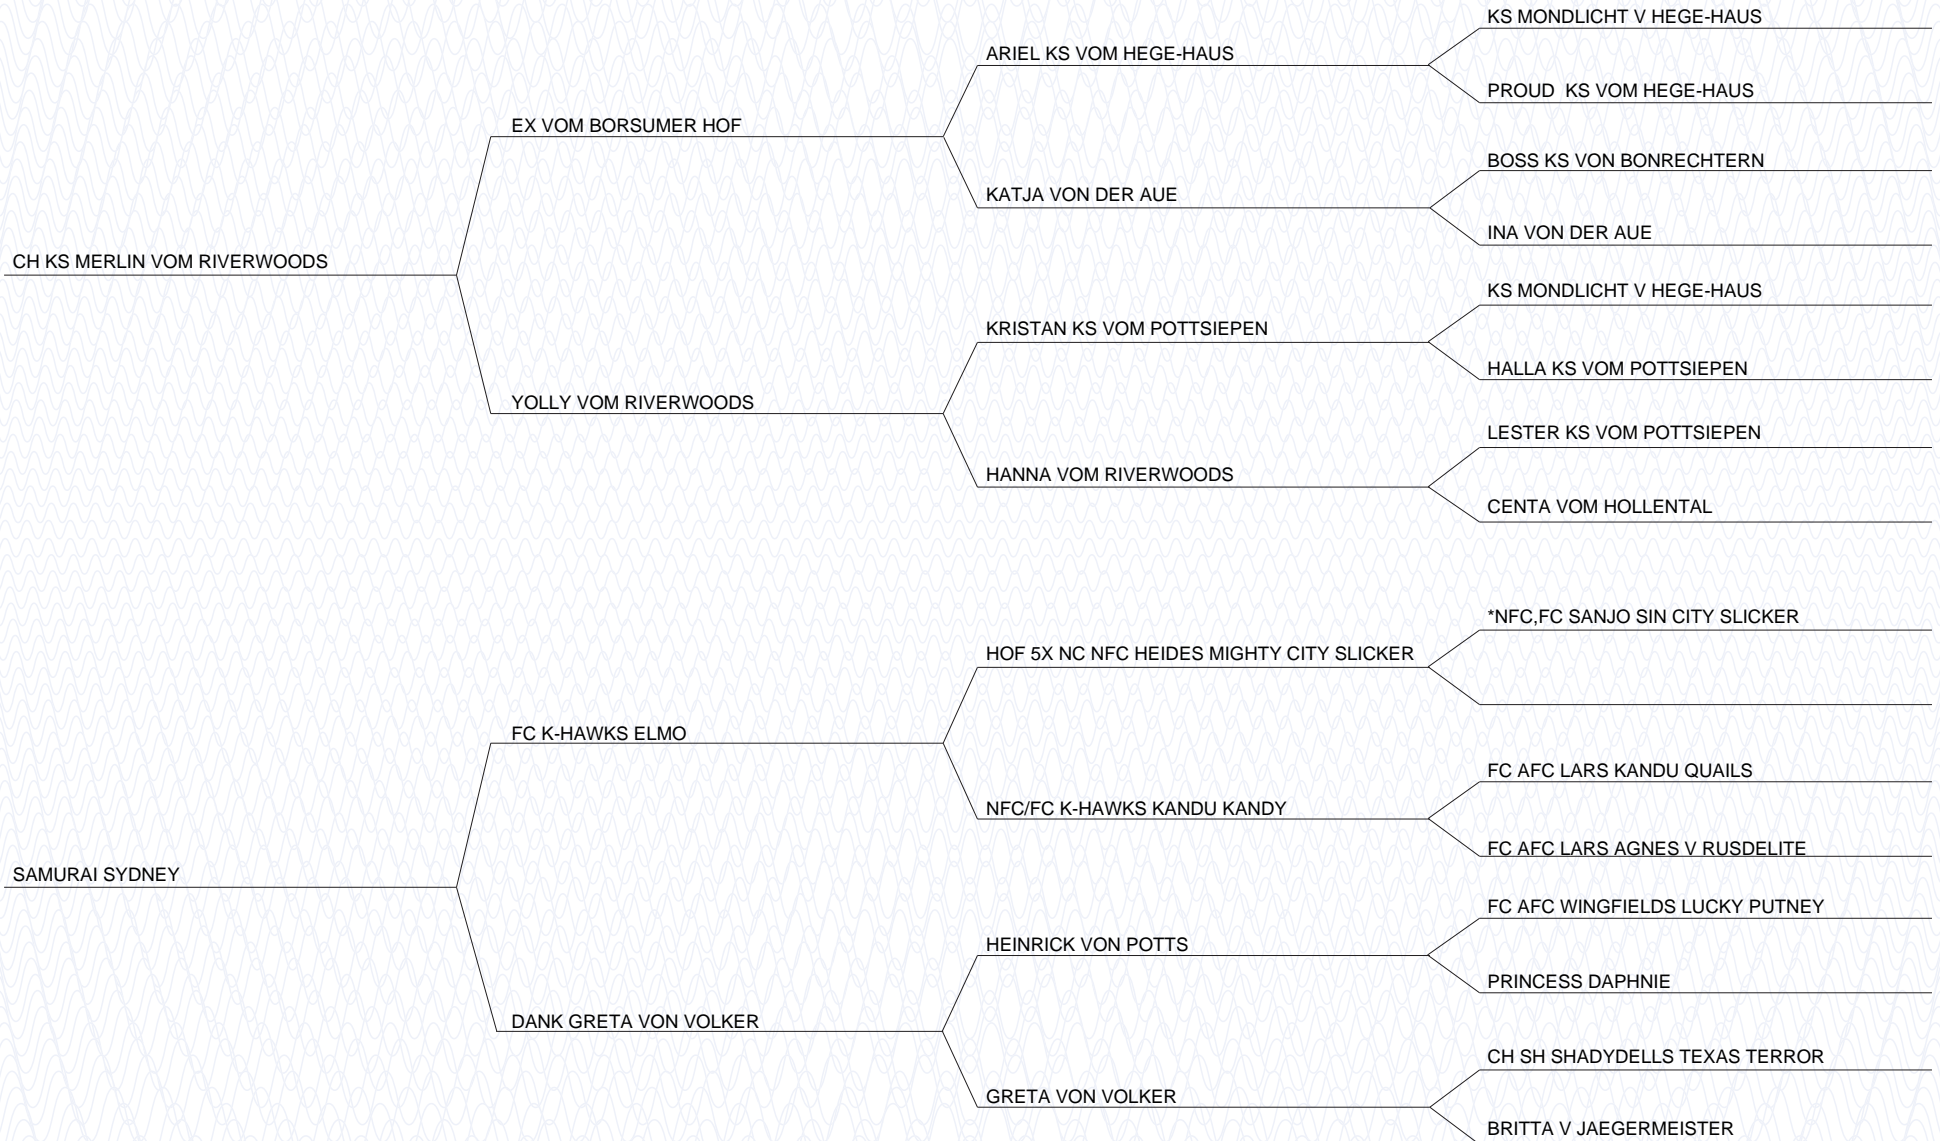 KS MONDLICHT V HEGE-HAUS
ARIEL KS VOM HEGE-HAUS
PROUD  KS VOM HEGE-HAUS
EX VOM BORSUMER HOF
BOSS KS VON BONRECHTERN
KATJA VON DER AUE
INA VON DER AUE
CH KS MERLIN VOM RIVERWOODS
KS MONDLICHT V HEGE-HAUS
KRISTAN KS VOM POTTSIEPEN
HALLA KS VOM POTTSIEPEN
YOLLY VOM RIVERWOODS
LESTER KS VOM POTTSIEPEN
HANNA VOM RIVERWOODS
CENTA VOM HOLLENTAL
*NFC,FC SANJO SIN CITY SLICKER
HOF 5X NC NFC HEIDES MIGHTY CITY SLICKER
FC K-HAWKS ELMO
FC AFC LARS KANDU QUAILS
NFC/FC K-HAWKS KANDU KANDY
FC AFC LARS AGNES V RUSDELITE
SAMURAI SYDNEY
FC AFC WINGFIELDS LUCKY PUTNEY
HEINRICK VON POTTS
PRINCESS DAPHNIE
DANK GRETA VON VOLKER
CH SH SHADYDELLS TEXAS TERROR
GRETA VON VOLKER
BRITTA V JAEGERMEISTER